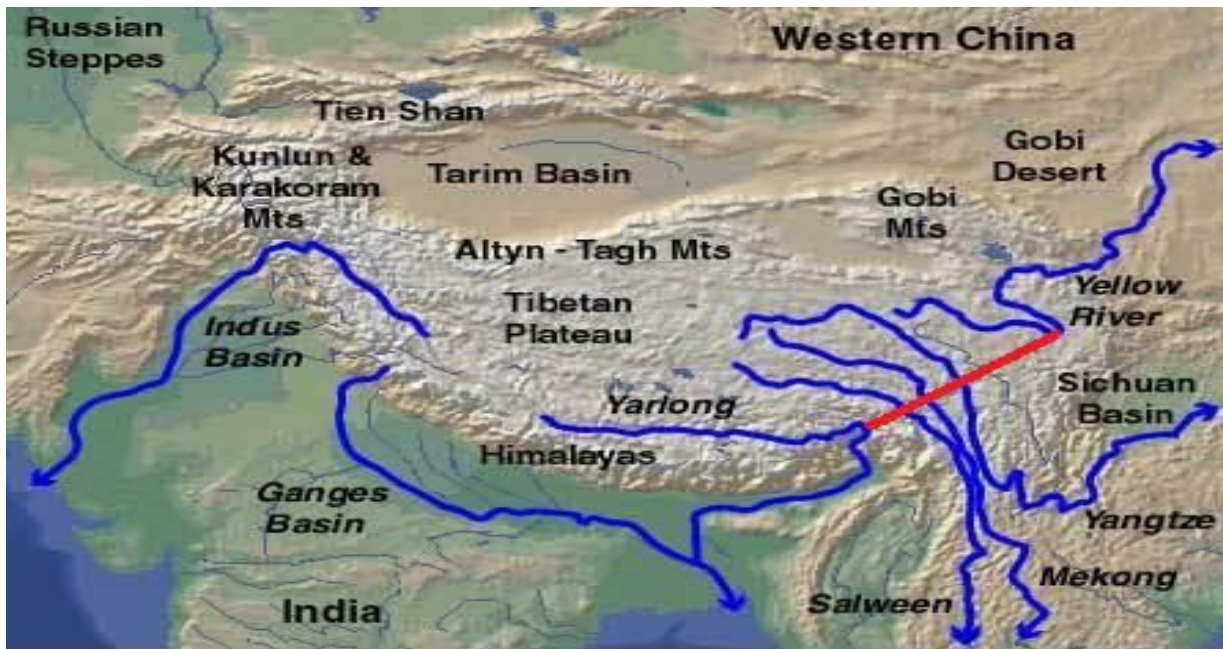 Russian
Steppes
Western China
Tien Shan
Kunlun &
Karakoram
Mts
Tarim Basin
Gobi
Desert
Gobi
Mts
Altyn - Tagh Mts
Tibetan
Plateau
Yellow
River
Indus
Basin
Sichuan
Basin
Yarlong
Himalayas
Ganges
Basin
Yangtze
Mekong
Salween
India